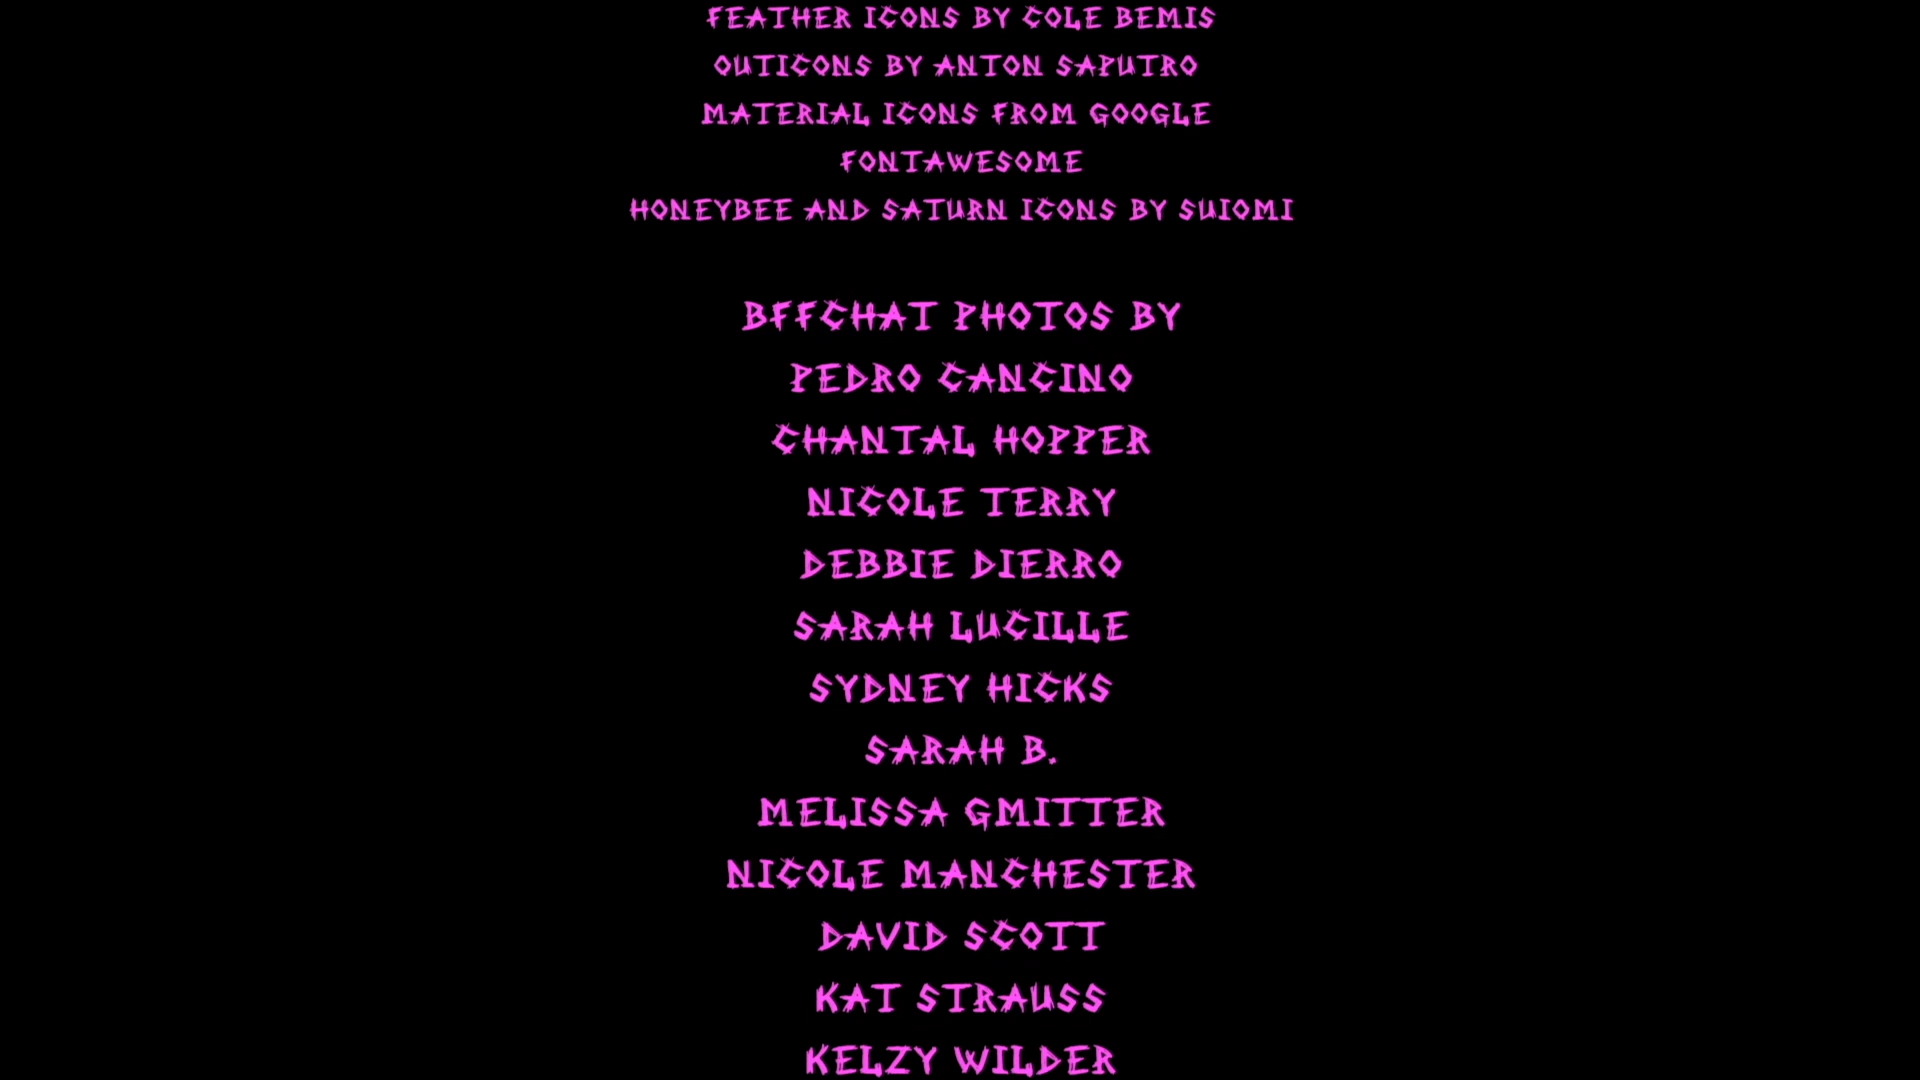 FEATHER ICONS BY COLE BEMIS
OUTICONS BY ANTON SAPUTRO
MATERIAL ICONS FROM GOOGLE
FONTAWESOME
HONEYBEE AND SATURN ICONS BY SUIOMI
BFFCHAT PHOTOS BY
PEDRO CANCINO
CHANTAL HOPPER
NICOLE TERRY
DEBBIE DIERRO
SARAH LUCILLE
SYDNEY HICKS
SARAH B.
MELISSA GMITTER
NICOLE MANCHESTER
DAVID SCOTT
KAT STRAUSS
KELZY WILDER